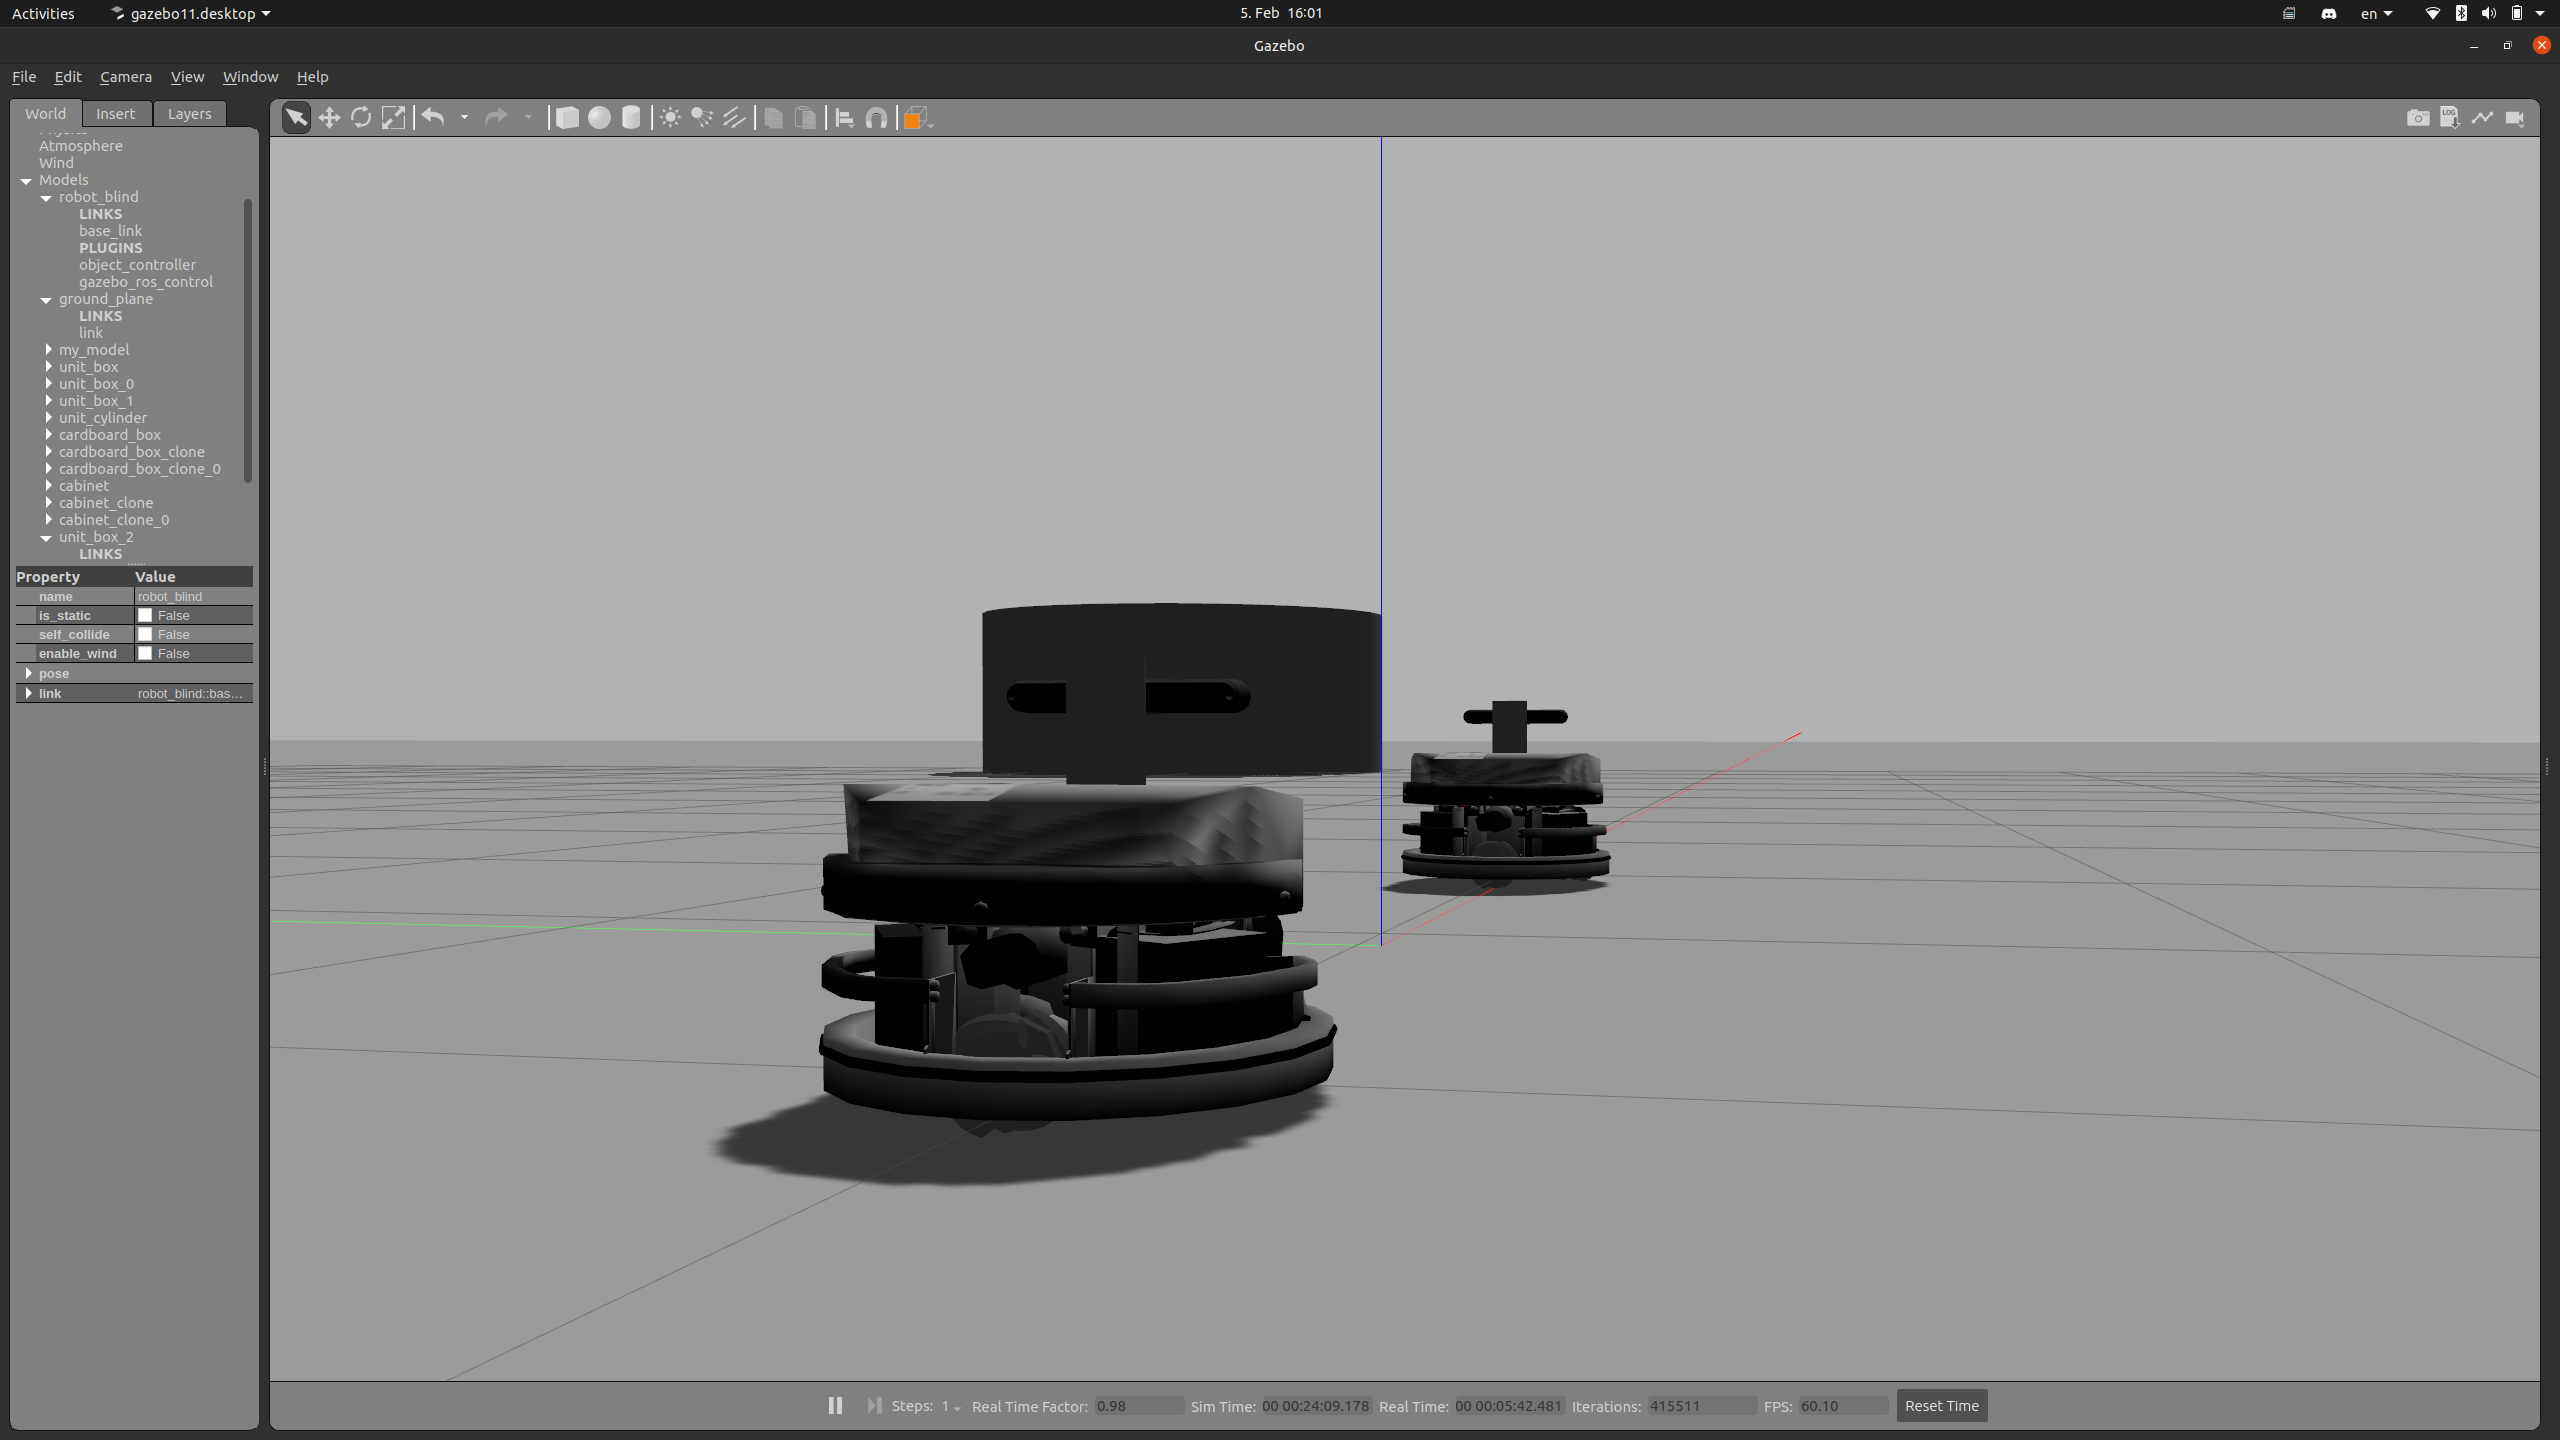 Activities gazebo11.desktop 5. Feb 16:01 en
Gazebo
File Edit Camera View Window Help
World Insert Layers
Atmosphere
Wind
Models
robot_blind
LINKS
base_link
PLUGINS
object_controller
gazebo_ros_control
ground_plane
LINKS
link
my_model
unit_box
unit_box_0
unit_box_1
unit_cylinder
cardboard_box
cardboard_box_clone
cardboard_box_clone_0
cabinet
cabinet_clone
cabinet_clone_0
unit_box_2
LINKS
Property Value
name robot_blind
is_static False
self_collide False
enable_wind False
pose
link robot_blind::bas...
LOG
Steps: 1 Real Time Factor: 0.98 Sim Time: 00 00:24:09.178 Real Time: 00 00:05:42.481 Iterations: 415511 FPS: 60.10 Reset Time